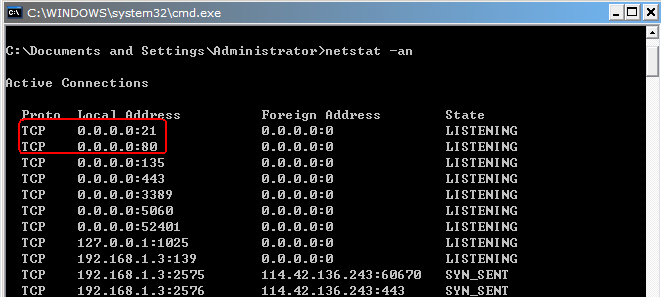 C:\WINDOWS\system32\cmd.exe
C:\Documents and Settings\Administrator>netstat -an
Active Connections
Proto Local Address Foreign Address State
TCP 0.0.0.0:21 0.0.0.0:0 LISTENING
TCP 0.0.0.0:80 0.0.0.0:0 LISTENING
TCP 0.0.0.0:135 0.0.0.0:0 LISTENING
TCP 0.0.0.0:443 0.0.0.0:0 LISTENING
TCP 0.0.0.0:3389 0.0.0.0:0 LISTENING
TCP 0.0.0.0:5060 0.0.0.0:0 LISTENING
TCP 0.0.0.0:52401 0.0.0.0:0 LISTENING
TCP 127.0.0.1:1025 0.0.0.0:0 LISTENING
TCP 192.168.1.3:139 0.0.0.0:0 LISTENING
TCP 192.168.1.3:2575 114.42.136.243:60670 SYN_SENT
TCP 192.168.1.3:2576 114.42.136.243:443 SYN_SENT